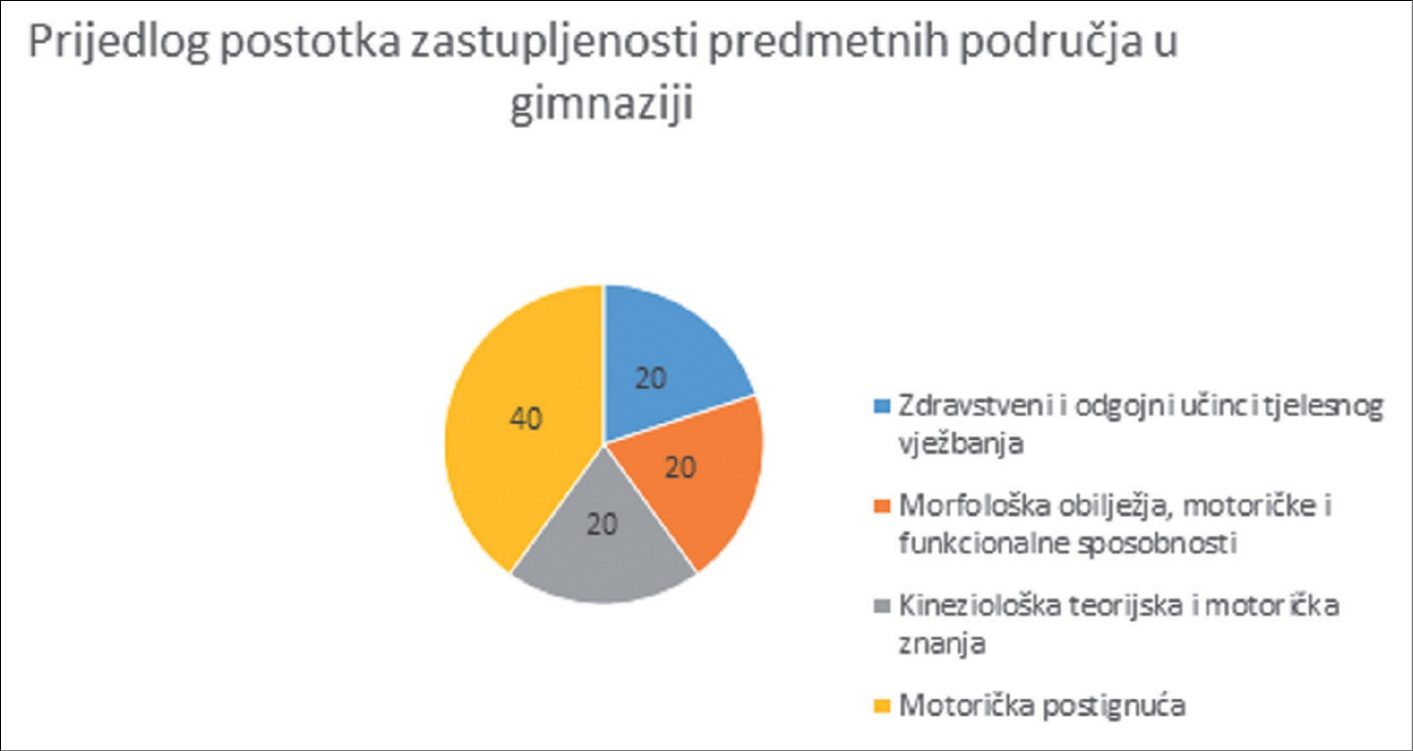 Prijedlog postotka zastupljenosti predmetnih područja u
gimnaziji
20
40
20
20
Zdravstveni i odgojni učinci tjelesnog
vježbanja
Morfološka obilježja, motoričke i
funkcionalne sposobnosti
Kineziološka teorijska i motorička
znanja
Motorička postignuća